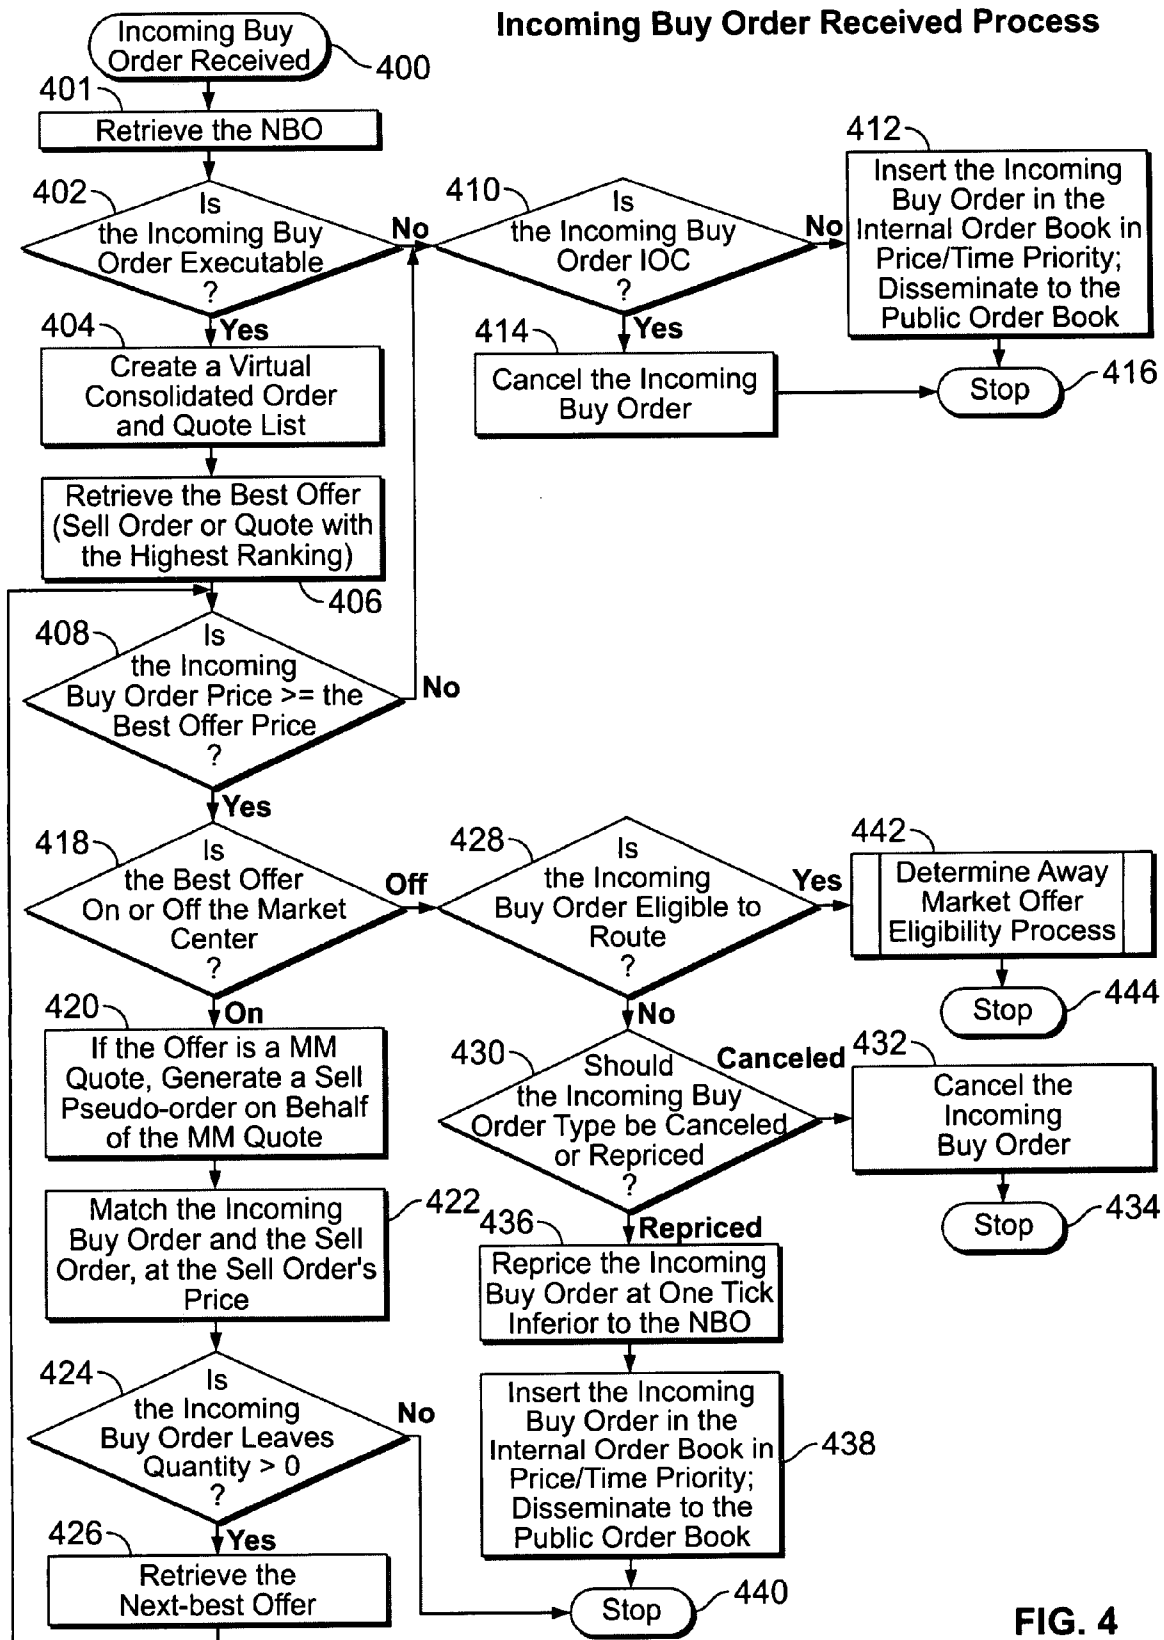 Incoming Buy Order Received Process
Incoming Buy
Order Received
400
401
Retrieve the NBO
402
Is
the Incoming Buy
Order Executable
?
No
Yes
410
Is
the Incoming Buy
Order IOC
?
No
Yes
412
Insert the Incoming
Buy Order in the
Internal Order Book in
Price/Time Priority;
Disseminate to the
Public Order Book
414
Cancel the Incoming
Buy Order
Stop
416
404
Create a Virtual
Consolidated Order
and Quote List
Retrieve the Best Offer
(Sell Order or Quote with
the Highest Ranking)
406
408
Is
the Incoming
Buy Order Price >= the
Best Offer Price
?
No
Yes
418
Is
the Best Offer
On or Off the Market
Center
?
Off
On
428
Is
the Incoming
Buy Order Eligible to
Route
?
Yes
No
442
Determine Away
Market Offer
Eligibility Process
Stop
444
420
If the Offer is a MM
Quote, Generate a Sell
Pseudo-order on Behalf
of the MM Quote
430
Should
the Incoming Buy
Order Type be Canceled
or Repriced
?
Canceled
Repriced
432
Cancel the
Incoming
Buy Order
Stop
434
Match the Incoming
Buy Order and the Sell
Order, at the Sell Order's
Price
422
436
Reprice the Incoming
Buy Order at One Tick
Inferior to the NBO
424
Is
the Incoming
Buy Order Leaves
Quantity > 0
?
No
Yes
Insert the Incoming
Buy Order in the
Internal Order Book in
Price/Time Priority;
Disseminate to the
Public Order Book
438
426
Retrieve the
Next-best Offer
Stop
440
FIG. 4